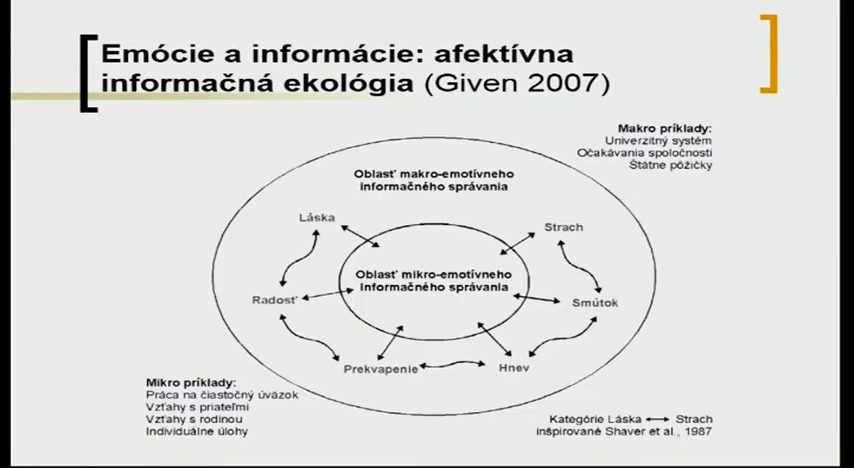 Emócie a informácie: afektívna
informačná ekológia (Given 2007)
Makro príklady:
Univerzitný systém
Očakávania spoločnosti
Štátne pôžičky
Oblasť makro-emotívneho
informačného správania
Láska
Strach
Oblasť mikro-emotívneho
informačného správania
Radosť
Smútok
Prekvapenie
Hnev
Mikro príklady:
Práca na čiastočný úväzok
Vzťahy s priateľmi
Vzťahy s rodinou
Individuálne úlohy
Kategórie Láska ↔ Strach
inšpirované Shaver et al., 1987